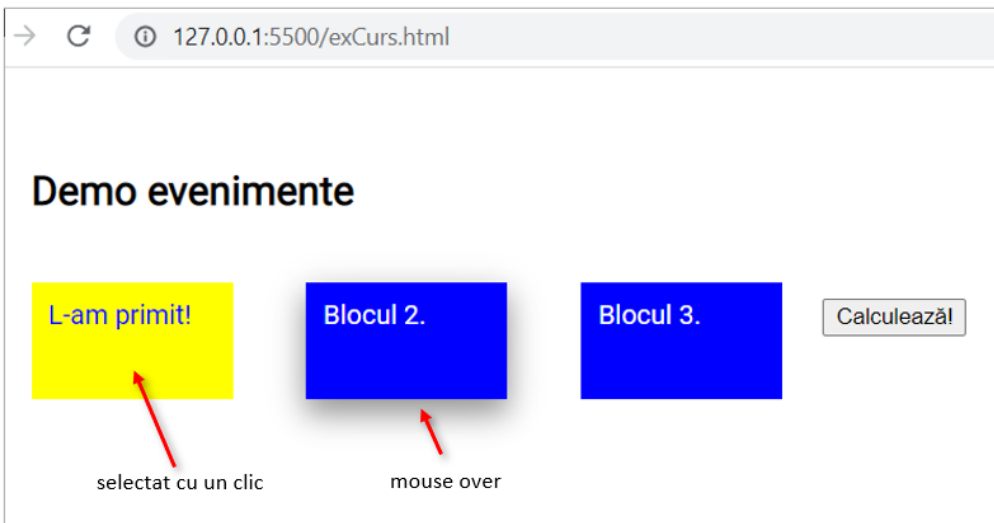 127.0.0.1:5500/exCurs.html
Demo evenimente
L-am primit!
Blocul 2.
Blocul 3.
Calculează!
selectat cu un clic
mouse over